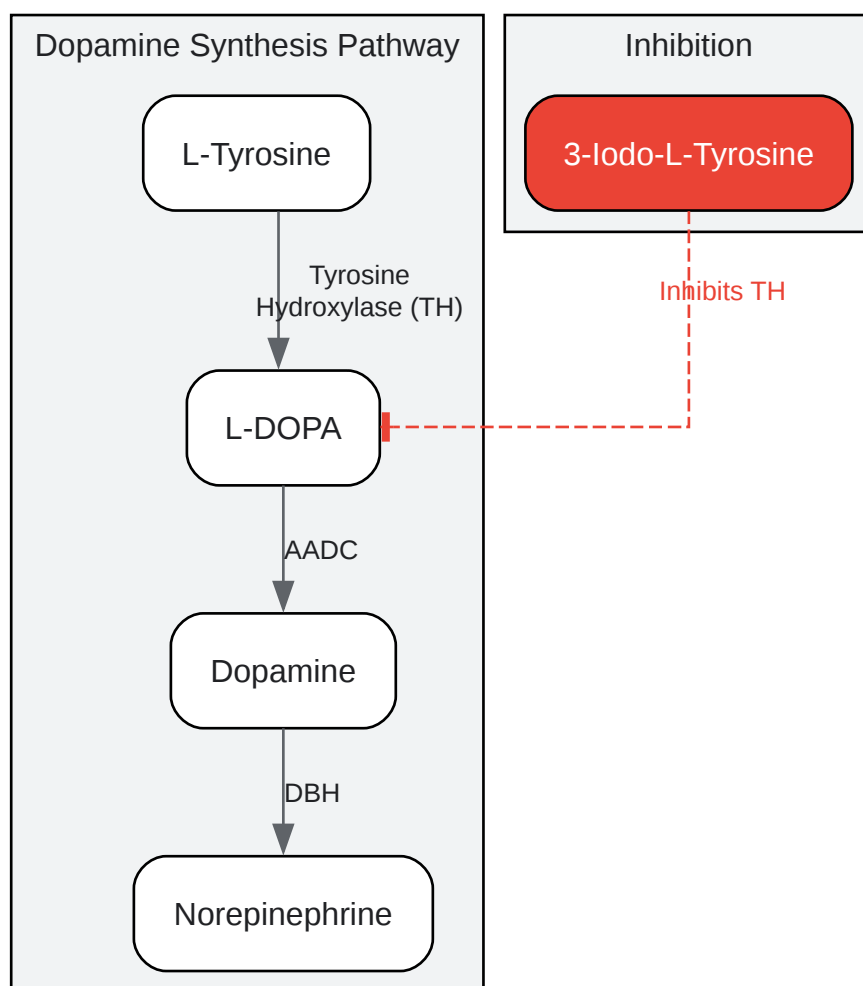 Dopamine Synthesis Pathway
Inhibition
L-Tyrosine
3-Iodo-L-Tyrosine
Tyrosine
Hydroxylase (TH)
Inhibits TH
L-DOPA
AADC
Dopamine
DBH
Norepinephrine